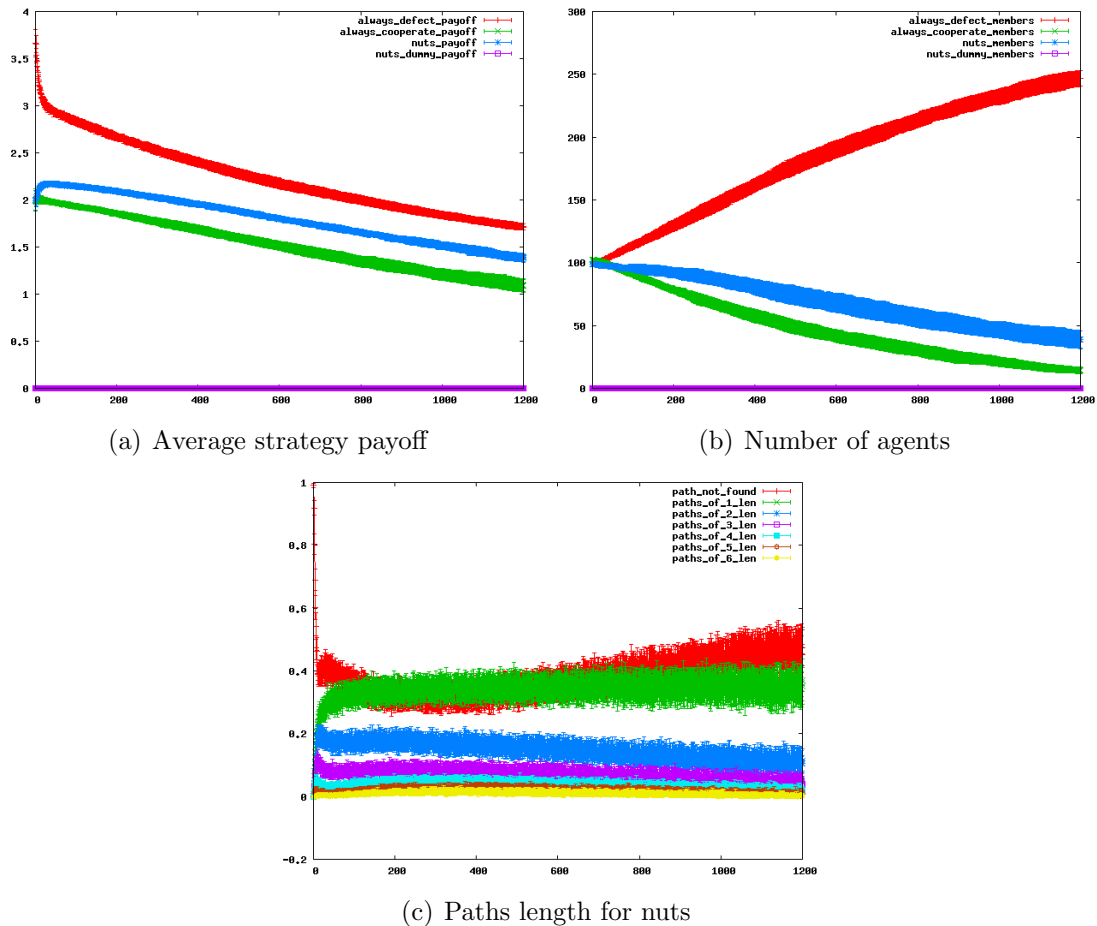 4
3.5
3
2.5
2
1.5
1
0.5
0
0 200 400 600 800 1000 1200
always_defect_payoff
always_cooperate_payoff
nuts_payoff
nuts_dummy_payoff
(a) Average strategy payoff
300
250
200
150
100
50
0
0 200 400 600 800 1000 1200
always_defect_members
always_cooperate_members
nuts_members
nuts_dummy_members
(b) Number of agents
1
0.8
0.6
0.4
0.2
0
-0.2
0 200 400 600 800 1000 1200
path_not_found
paths_of_1_len
paths_of_2_len
paths_of_3_len
paths_of_4_len
paths_of_5_len
paths_of_6_len
(c) Paths length for nuts